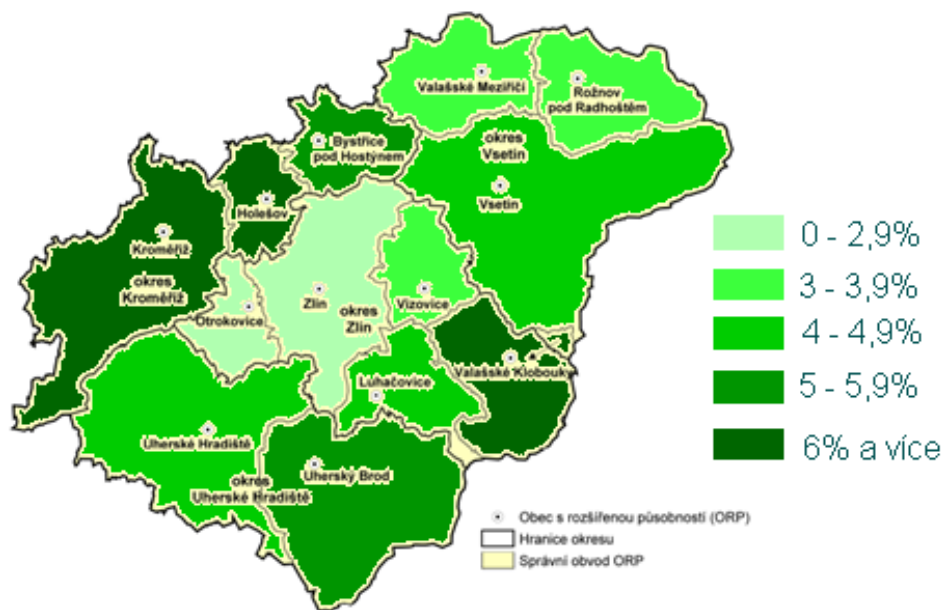 Valašské Meziříčí
Rožnov
pod Radhoštěm
Bystřice
pod Hostýnem
okres
Vsetín
Vsetín
Holešov
Kroměříž
okres
Kroměříž
Otrokovice
Zlín
okres
Zlín
Vizovice
Valašské Klobouky
Luhačovice
Uherské Hradiště
okres
Uherské Hradiště
Uherský Brod
0 - 2,9%
3 - 3,9%
4 - 4,9%
5 - 5,9%
6% a více
Obec s rozšířenou působností (ORP)
Hranice okresu
Správní obvod ORP